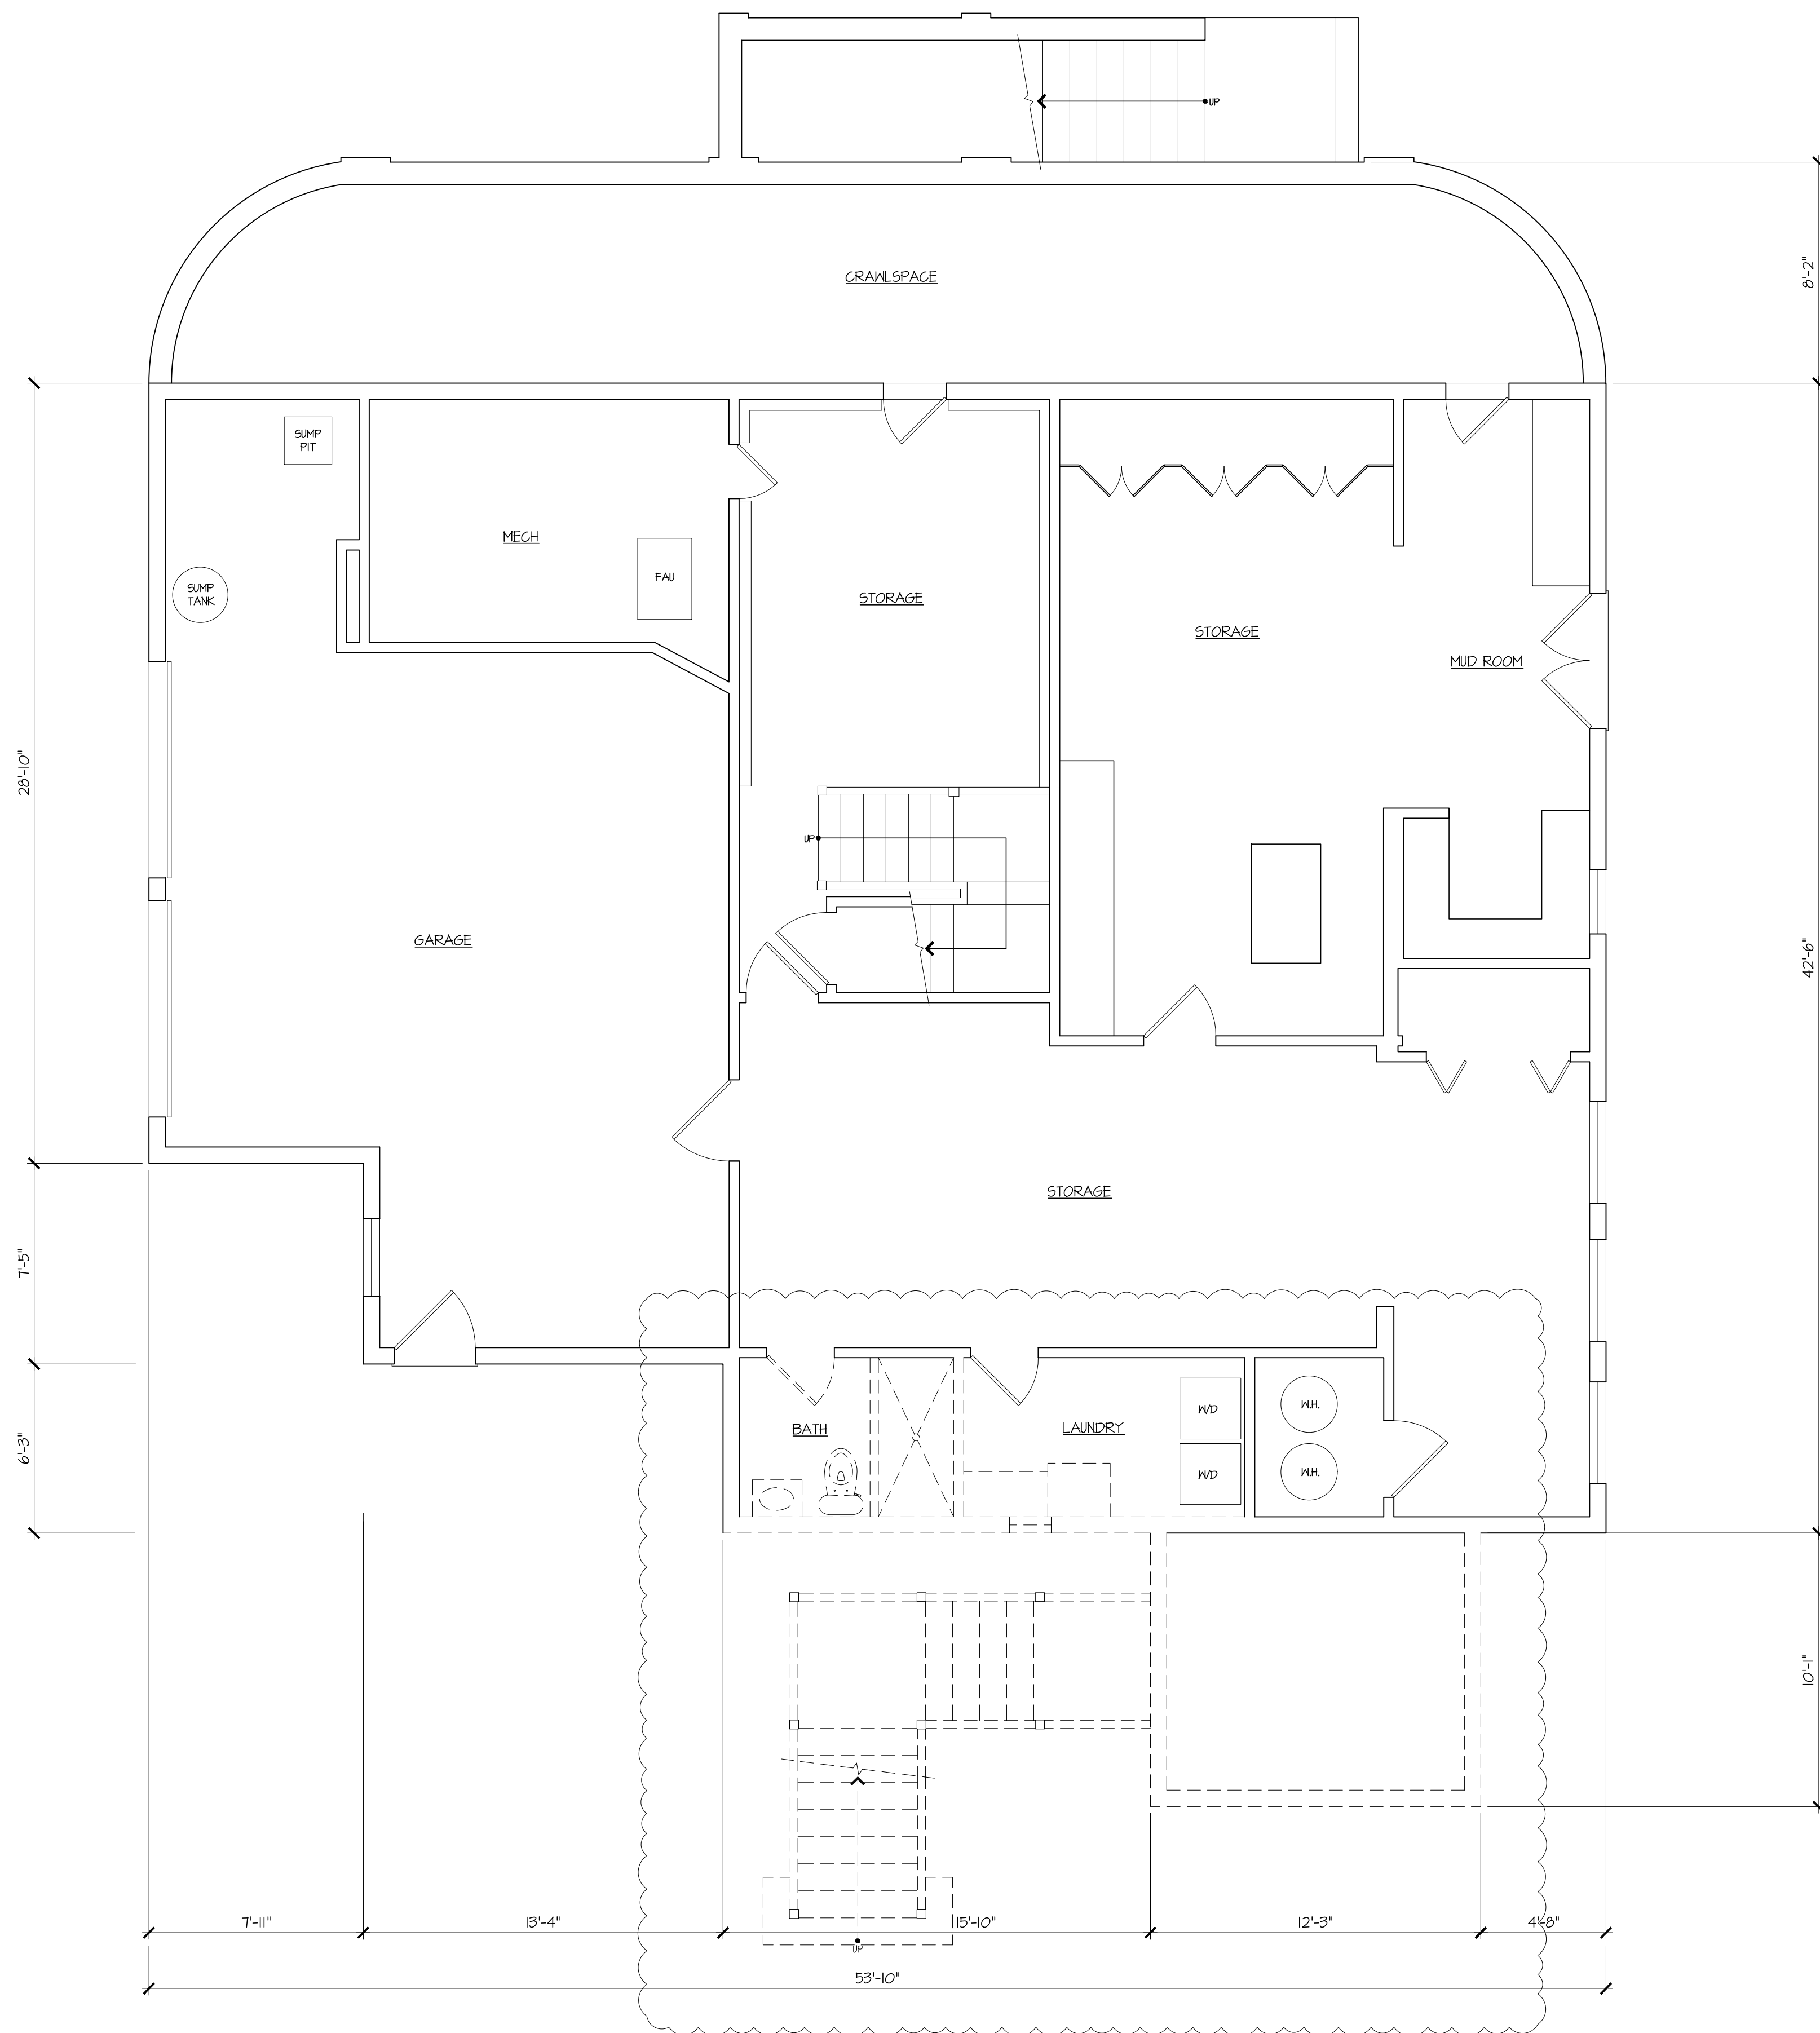 UP
8'-2"
CRAWLSPACE
SUMP
PIT
MECH
FAU
SUMP
TANK
STORAGE
STORAGE
MUD ROOM
28'-10"
UP
GARAGE
42'-6"
STORAGE
7'-5"
W/D
W.H.
BATH
LAUNDRY
6'-3"
W/D
W.H.
10'-1"
7'-11"
13'-4"
15'-10"
12'-3"
4'-8"
UP
53'-10"